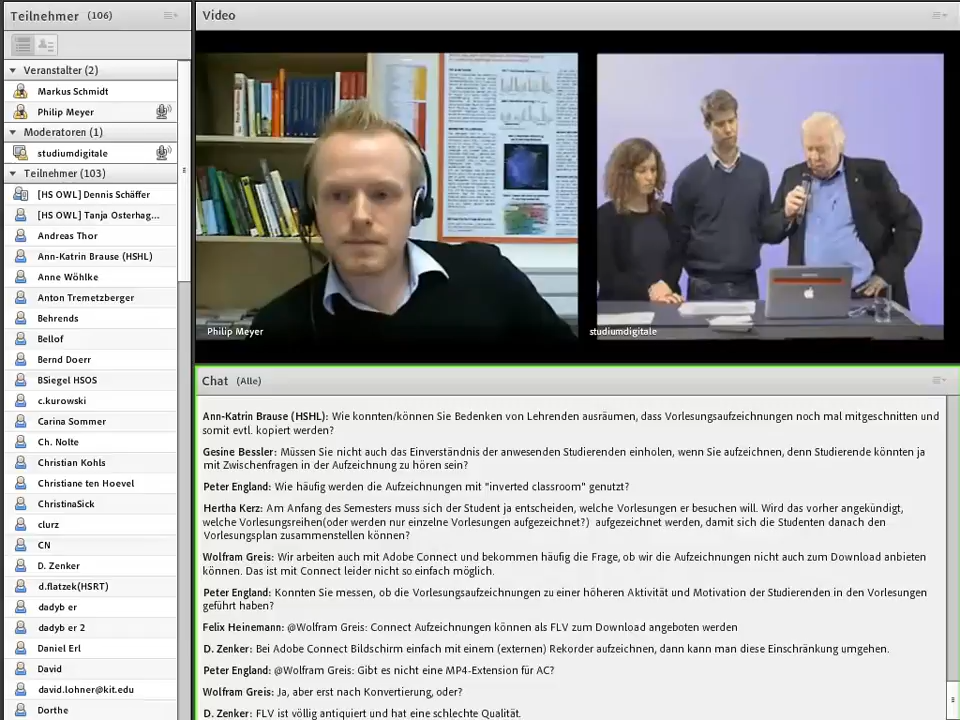 Teilnehmer (106)
Veranstalter (2)
Markus Schmidt
Philip Meyer
Moderatoren (1)
studiumdigitale
Teilnehmer (103)
[HS OWL] Dennis Schäffer
[HS OWL] Tanja Osterhag...
Andreas Thor
Ann-Katrin Brause (HSHL)
Anne Wöhlke
Anton Tremetzberger
Behrends
Bellof
Bernd Doerr
BSiegel HSOS
c.kurowski
Carina Sommer
Ch. Nolte
Christian Kohls
Christiane ten Hoevel
ChristinaSick
clurz
CN
D. Zenker
d.flatzek(HSRT)
dadyb er
dadyb er 2
Daniel Erl
David
david.lohner@kit.edu
Dorthe
Video
Philip Meyer
studiumdigitale
Chat (Alle)
Ann-Katrin Brause (HSHL): Wie konnten/können Sie Bedenken von Lehrenden ausräumen, dass Vorlesungsaufzeichnungen noch mal mitgeschnitten und
somit evtl. kopiert werden?
Gesine Bessler: Müssen Sie nicht auch das Einverständnis der anwesenden Studierenden einholen, wenn Sie aufzeichnen, denn Studierende könnten ja
mit Zwischenfragen in der Aufzeichnung zu hören sein?
Peter England: Wie häufig werden die Aufzeichnungen mit "inverted classroom" genutzt?
Hertha Kerz: Am Anfang des Semesters muss sich der Student ja entscheiden, welche Vorlesungen er besuchen will. Wird das vorher angekündigt,
welche Vorlesungsreihen(oder werden nur einzelne Vorlesungen aufgezeichnet?) aufgezeichnet werden, damit sich die Studenten danach den
Vorlesungsplan zusammenstellen können?
Wolfram Greis: Wir arbeiten auch mit Adobe Connect und bekommen häufig die Frage, ob wir die Aufzeichnungen nicht auch zum Download anbieten
können. Das ist mit Connect leider nicht so einfach möglich.
Peter England: Konnten Sie messen, ob die Vorlesungsaufzeichnungen zu einer höheren Aktivität und Motivation der Studierenden in den Vorlesungen
geführt haben?
Felix Heinemann: @Wolfram Greis: Connect Aufzeichnungen können als FLV zum Download angeboten werden
D. Zenker: Bei Adobe Connect Bildschirm einfach mit einem (externen) Rekorder aufzeichnen, dann kann man diese Einschränkung umgehen.
Peter England: @Wolfram Greis: Gibt es nicht eine MP4-Extension für AC?
Wolfram Greis: Ja, aber erst nach Konvertierung, oder?
D. Zenker: FLV ist völlig antiquiert und hat eine schlechte Qualität.